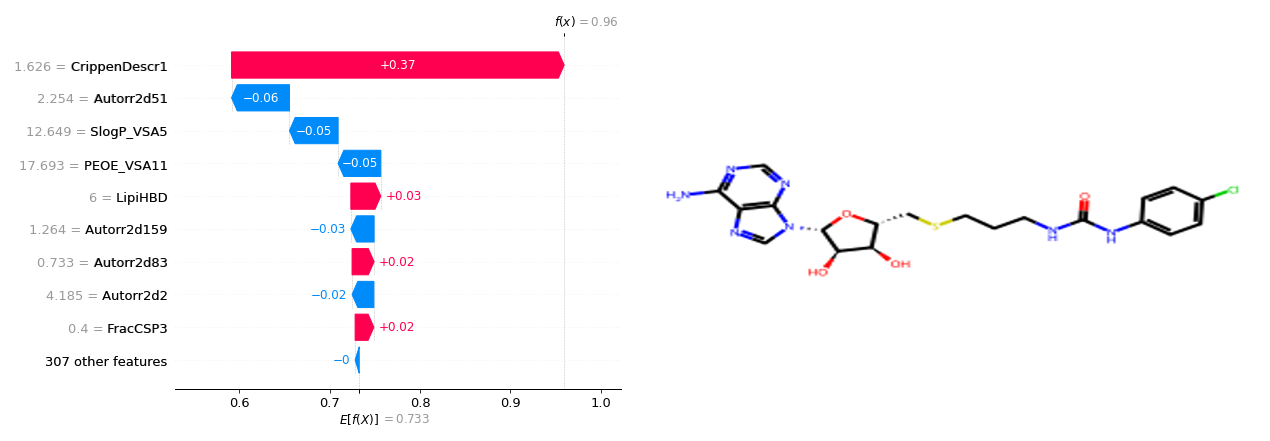 f(x) = 0.96
1.626 = CrippenDescr1
+0.37
2.254 = Autorr2d51
−0.06
12.649 = SlogP_VSA5
−0.05
17.693 = PEOE_VSA11
−0.05
6 = LipiHBD
+0.03
1.264 = Autorr2d159
−0.03
0.733 = Autorr2d83
+0.02
4.185 = Autorr2d2
−0.02
0.4 = FracCSP3
+0.02
307 other features
−0
0.6 0.7 0.8 0.9 1.0
E[f(X)] = 0.733
N
N
H₂N
N
N
N
O
HO
OH
S
N
H
O
N
H
Cl